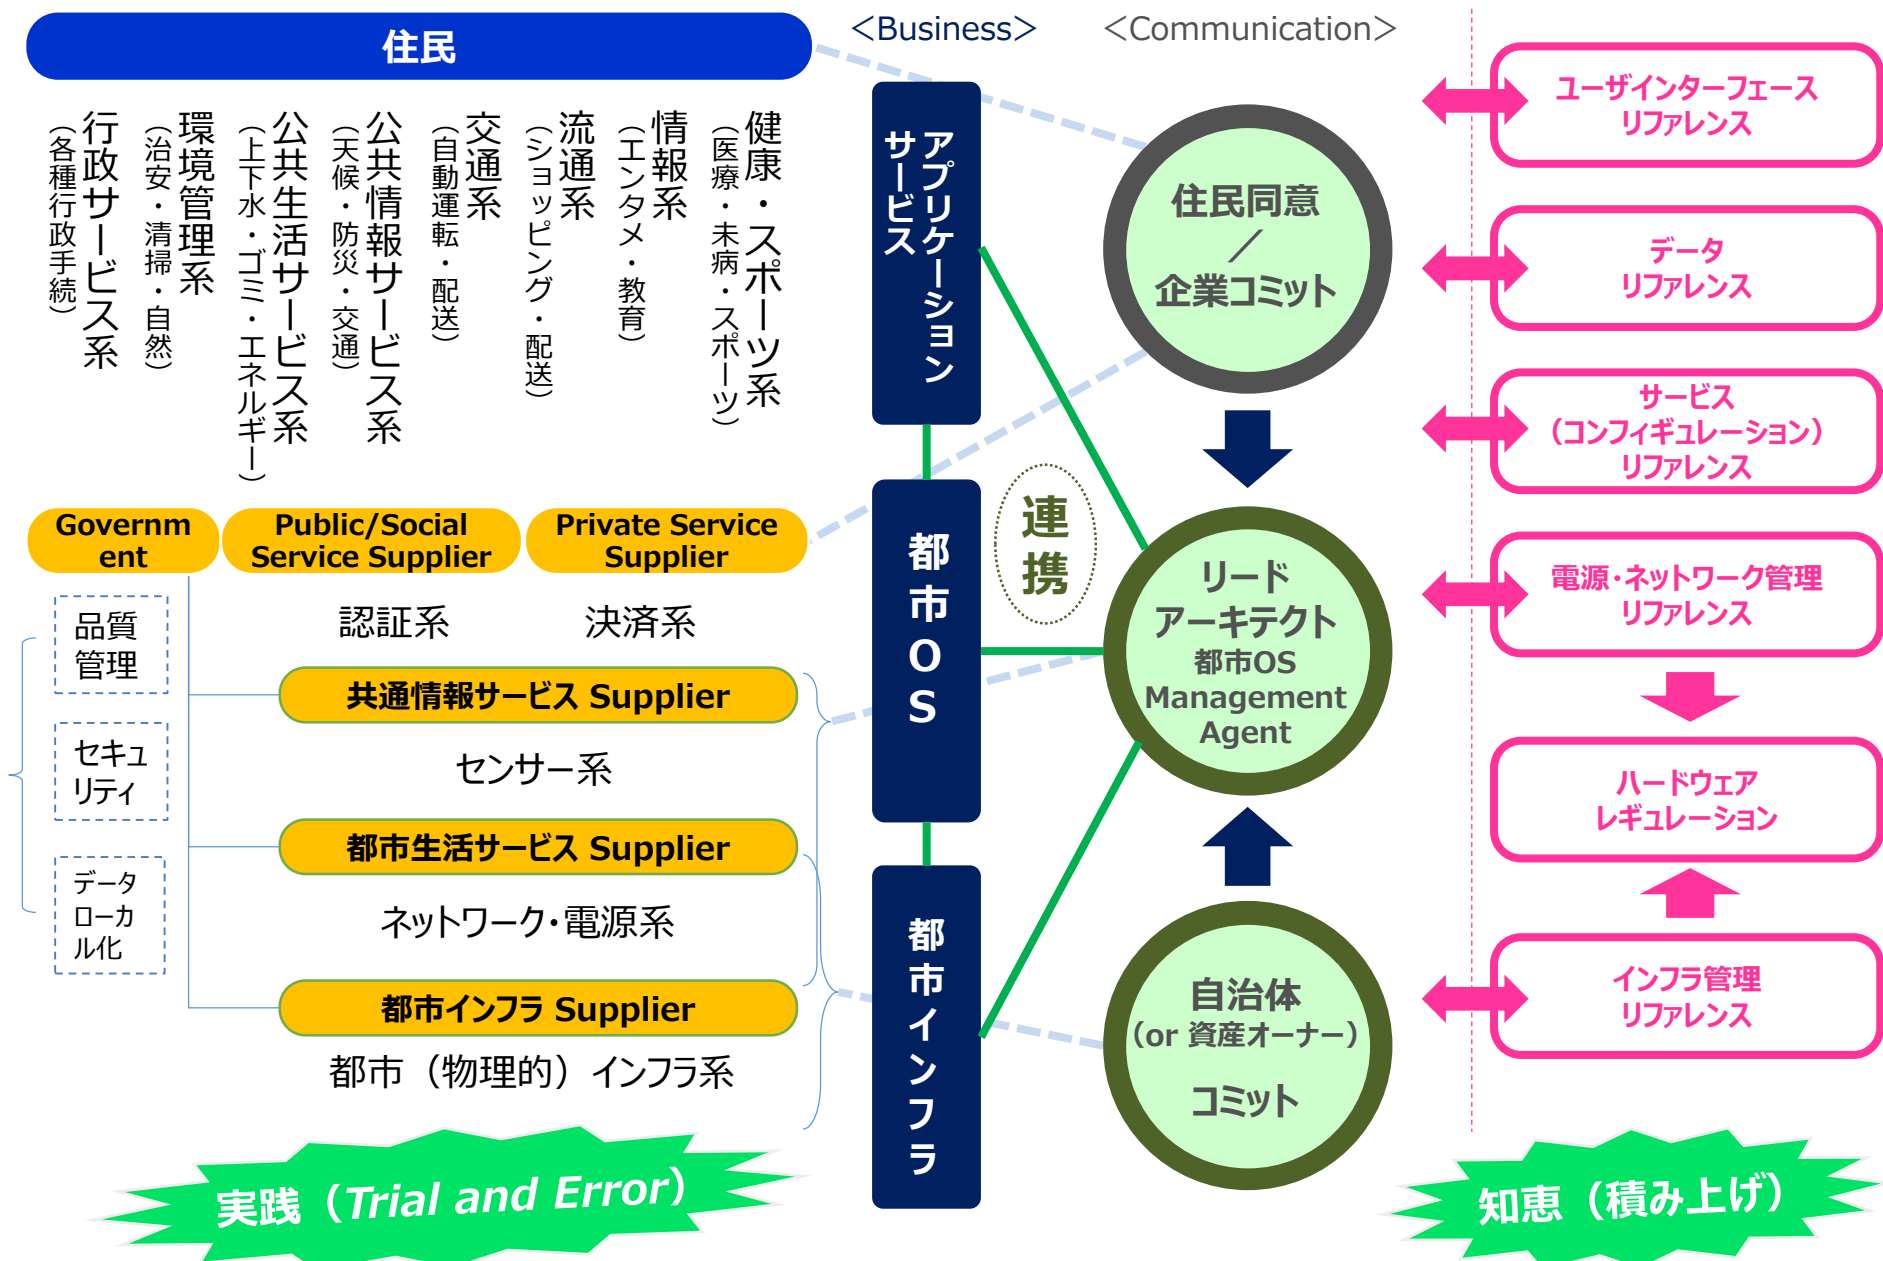 住民
＜Business＞
＜Communication＞
行政サービス系
（各種行政手続）
環境管理系
（治安・清掃・自然）
公共生活サービス系
（上下水・ゴミ・エネルギー）
公共情報サービス系
（天候・防災・交通）
交通系
（自動運転・配送）
流通系
（ショッピング・配送）
情報系
（エンタメ・教育）
健康・スポーツ系
（医療・未病・スポーツ）
Governm
ent
Public/Social
Service Supplier
Private Service
Supplier
品質
管理
セキュ
リティ
データ
ローカ
ル化
認証系
決済系
共通情報サービス Supplier
センサー系
都市生活サービス Supplier
ネットワーク・電源系
都市インフラ Supplier
都市（物理的）インフラ系
実践（Trial and Error）
アプリケーション
サービス
都市OS
都市インフラ
連
携
住民同意
／
企業コミット
リード
アーキテクト
都市OS
Management
Agent
自治体
（or 資産オーナー）
コミット
ユーザインターフェース
リファレンス
データ
リファレンス
サービス
（コンフィギュレーション）
リファレンス
電源・ネットワーク管理
リファレンス
ハードウェア
レギュレーション
インフラ管理
リファレンス
知恵（積み上げ）